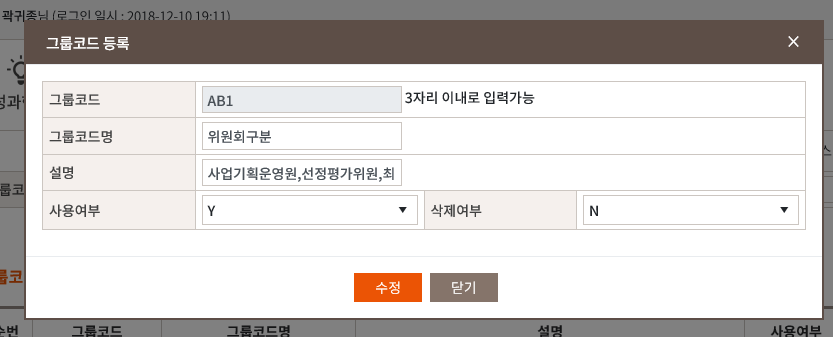 곽귀종님 (로그인 일시 : 2018-12-10 19:11)
그룹코드 등록
그룹코드 AB1 3자리 이내로 입력가능
그룹코드명 위원회구분
설명 사업기획운영원,선정평가위원,최
사용여부 Y 삭제여부 N
수정 닫기
순번 그룹코드 그룹코드명 설명 사용여부